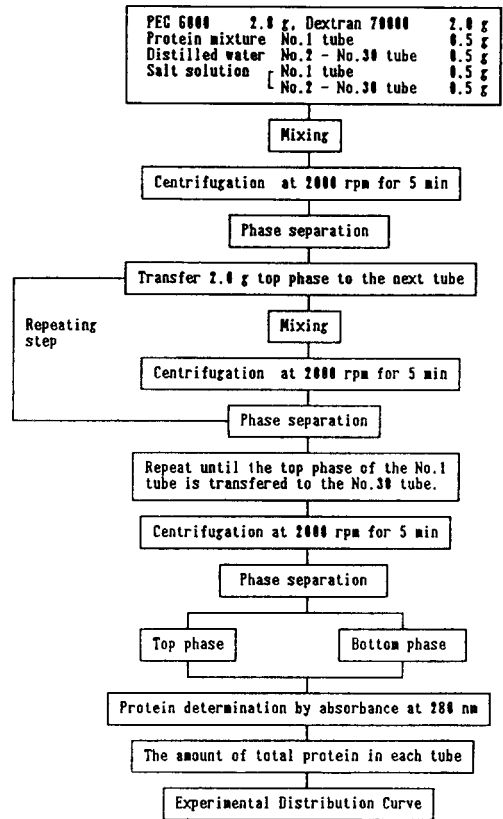 PEG 6000 2.0 g, Dextran 70000 2.0 g
Protein mixture No.1 tube 0.5 g
Distilled water No.2 - No.30 tube 0.5 g
Salt solution [ No.1 tube 0.5 g
No.2 - No.30 tube 0.5 g
Mixing
Centrifugation at 2000 rpm for 5 min
Phase separation
Transfer 2.0 g top phase to the next tube
Repeating
step
Mixing
Centrifugation at 2000 rpm for 5 min
Phase separation
Repeat until the top phase of the No.1
tube is transfered to the No.30 tube.
Centrifugation at 2000 rpm for 5 min
Phase separation
Top phase
Bottom phase
Protein determination by absorbance at 280 nm
The amount of total protein in each tube
Experimental Distribution Curve